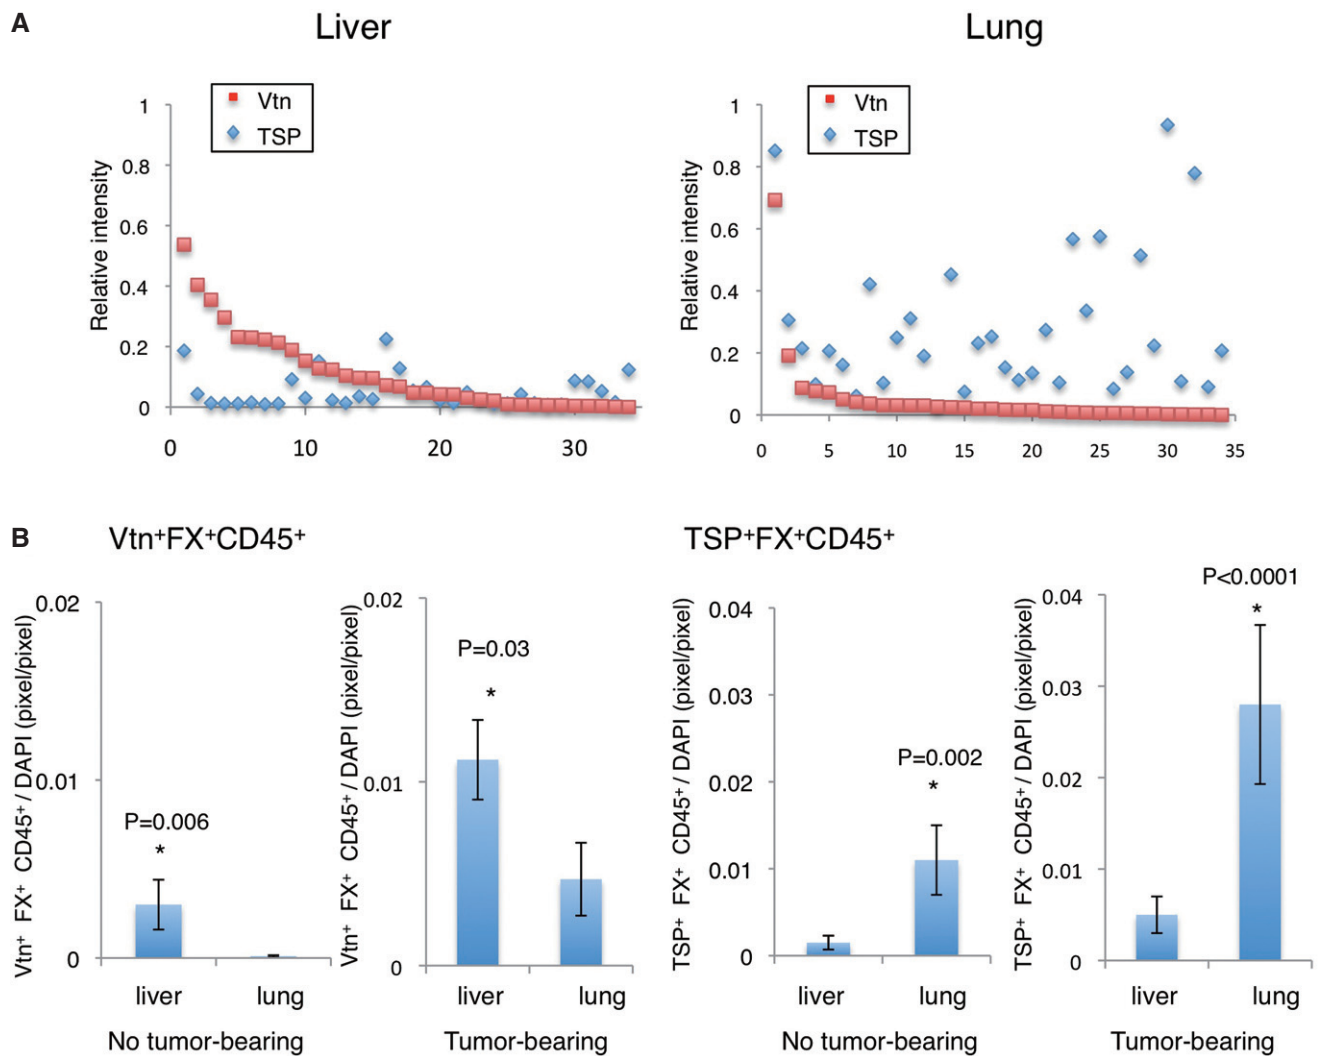 A
Liver
Lung
Vtn
TSP
Relative intensity
1
0.8
0.6
0.4
0.2
0
0 10 20 30
Vtn
TSP
Relative intensity
1
0.8
0.6
0.4
0.2
0
0 5 10 15 20 25 30 35
B
Vtn⁺FX⁺CD45⁺
TSP⁺FX⁺CD45⁺
Vtn⁺ FX⁺ CD45⁺ / DAPI (pixel/pixel)
0.02
0.01
0
P=0.006
*
liver lung
No tumor-bearing
Vtn⁺ FX⁺ CD45⁺ / DAPI (pixel/pixel)
0.02
0.01
0
P=0.03
*
liver lung
Tumor-bearing
TSP⁺ FX⁺ CD45⁺ / DAPI (pixel/pixel)
0.04
0.03
0.02
0.01
0
P=0.002
*
liver lung
No tumor-bearing
TSP⁺ FX⁺ CD45⁺ / DAPI (pixel/pixel)
0.04
0.03
0.02
0.01
0
P<0.0001
*
liver lung
Tumor-bearing